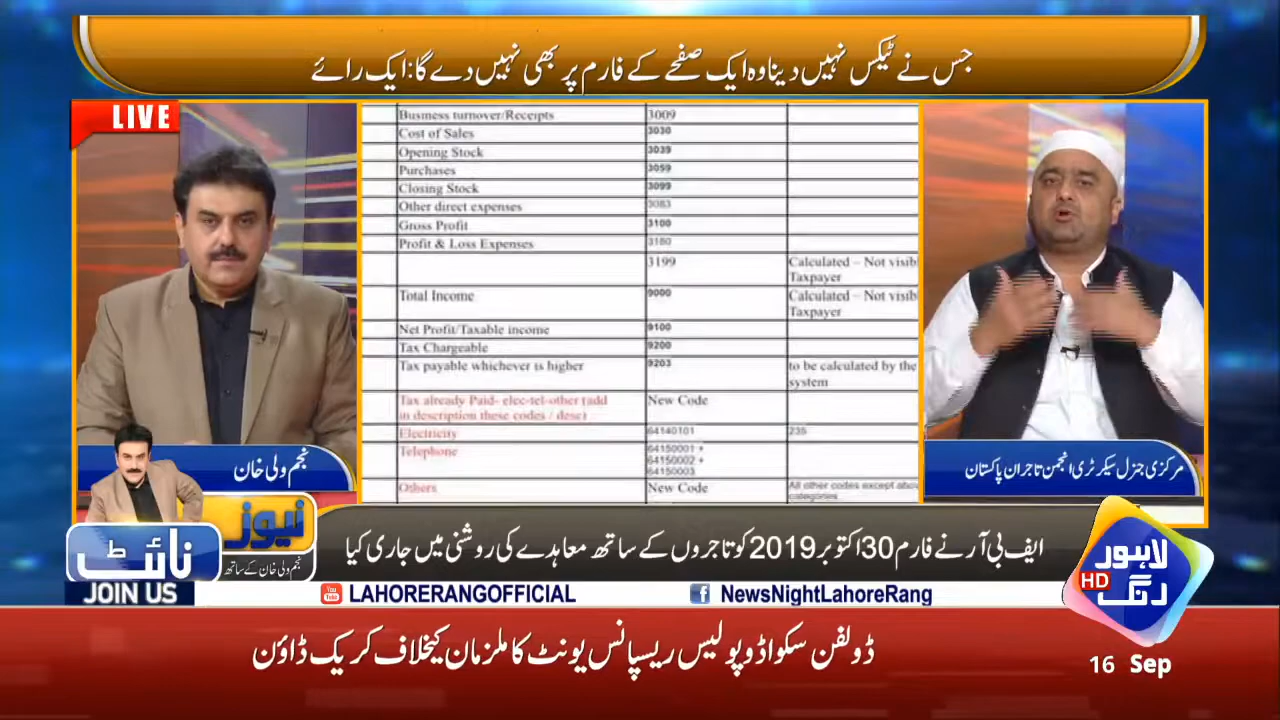 جس نے ٹیکس نہیں دینا وہ ایک صفحے کے فارم پر بھی نہیں دے گا: ایک رائے
LIVE
Business turnover/Receipts 3009
Cost of Sales 3030
Opening Stock 3039
Purchases 3059
Closing Stock 3099
Other direct expenses 3083
Gross Profit 3100
Profit & Loss Expenses 3180
3199 Calculated – Not visib
Taxpayer
Total Income 9000 Calculated – Not visib
Taxpayer
Net Profit/Taxable income 9100
Tax Chargeable 9200
Tax payable whichever is higher 9203 to be calculated by the
system
Tax already Paid- elec-tel-other (add New Code
in description these codes / desc)
Electricity 64140101 235
Telephone 64150001 +
64150002 +
64150003
Others New Code All other codes except abov
categories
نجم ولی خان
مرکزی جنرل سیکرٹری انجمن تاجران پاکستان
نیوز
نائٹ
نجم ولی خان کے ساتھ
ایف بی آر نے فارم 30 اکتوبر 2019 کو تاجروں کے ساتھ معاہدے کی روشنی میں جاری کیا
لاہور
HD رنگ
JOIN US LAHORERANGOFFICIAL NewsNightLahoreRang
ڈولفن سکواڈ و پولیس ریسپانس یونٹ کا ملزمان کیخلاف کریک ڈاؤن
16 Sep